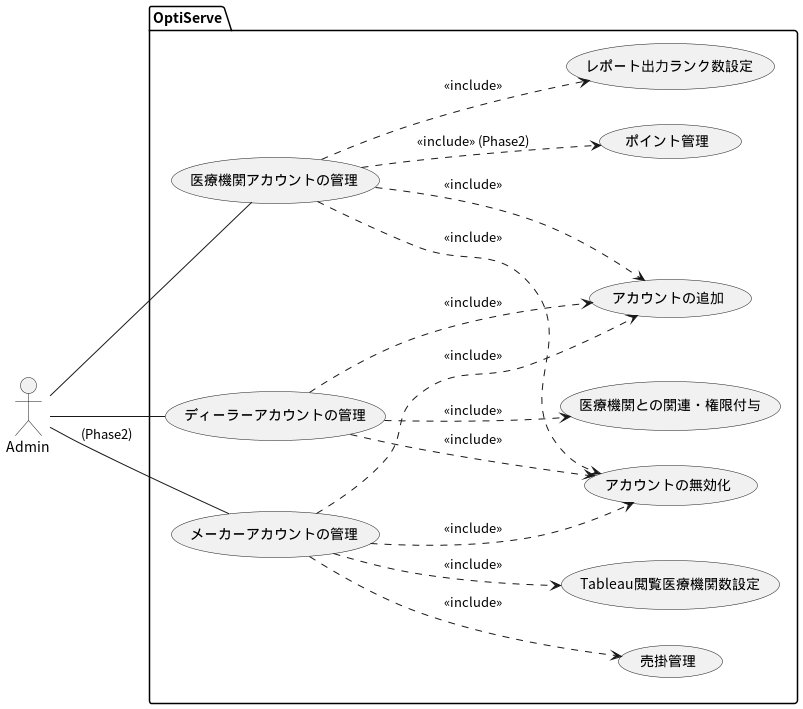 OptiServe
レポート出力ランク数設定
«include»
«include» (Phase2)
ポイント管理
医療機関アカウントの管理
«include»
«include»
アカウントの追加
«include»
«include»
医療機関との関連・権限付与
ディーラーアカウントの管理
«include»
(Phase2)
Admin
«include»
アカウントの無効化
メーカーアカウントの管理
«include»
«include»
Tableau閲覧医療機関数設定
«include»
売掛管理